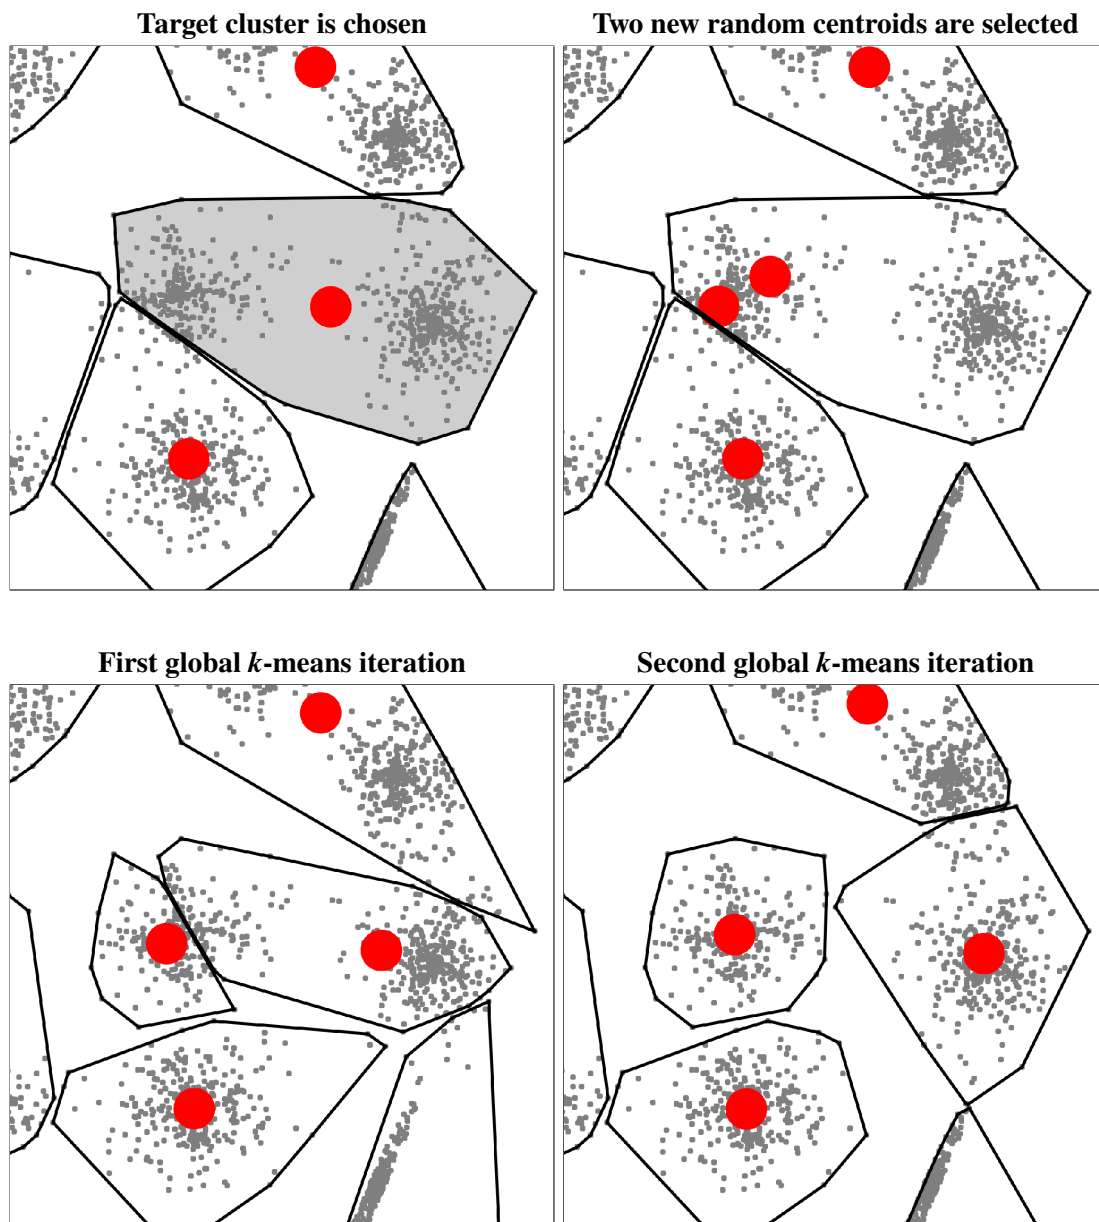 Target cluster is chosen
Two new random centroids are selected
First global k-means iteration
Second global k-means iteration